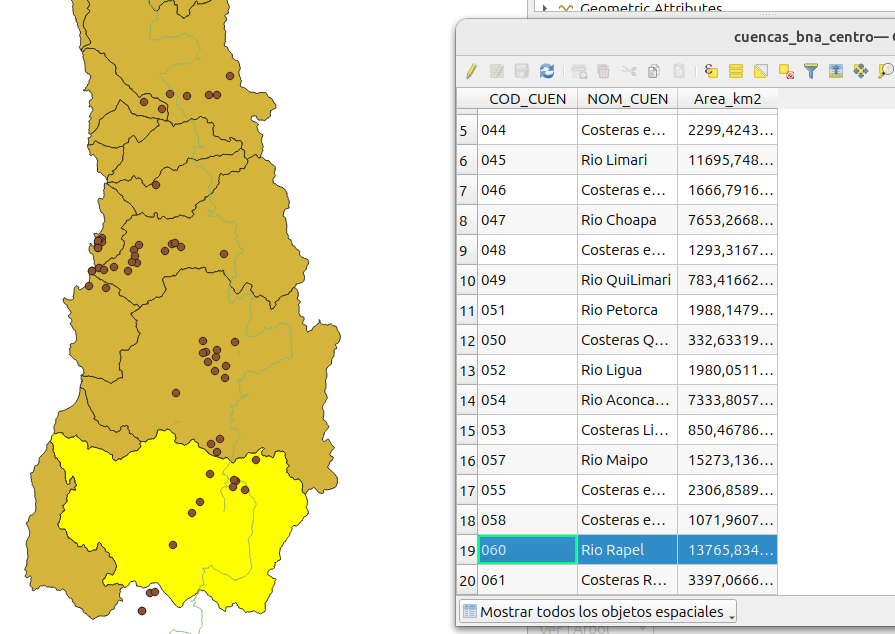 Geometric Attributes
cuencas_bna_centro—
COD_CUEN NOM_CUEN Area_km2
5 044 Costeras e... 2299,4243...
6 045 Rio Limari 11695,748...
7 046 Costeras e... 1666,7916...
8 047 Rio Choapa 7653,2668...
9 048 Costeras e... 1293,3167...
10 049 Rio QuiLimari 783,41662...
11 051 Rio Petorca 1988,1479...
12 050 Costeras Q... 332,63319...
13 052 Rio Ligua 1980,0511...
14 054 Rio Aconca... 7333,8057...
15 053 Costeras Li... 850,46786...
16 057 Rio Maipo 15273,136...
17 055 Costeras e... 2306,8589...
18 058 Costeras e... 1071,9607...
19 060 Rio Rapel 13765,834...
20 061 Costeras R... 3397,0666...
Mostrar todos los objetos espaciales